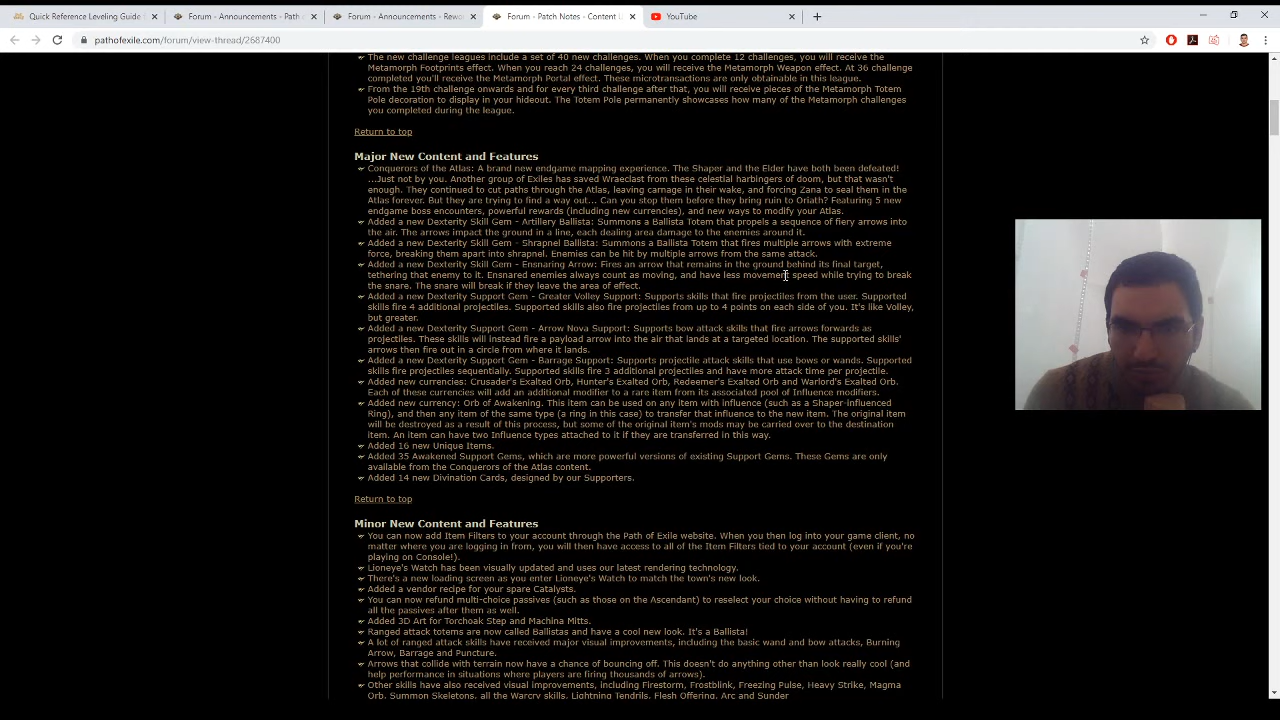 Quick Reference Leveling Guide
Forum - Announcements - Path
Forum - Announcements - Rewo
Forum - Patch Notes - Content
YouTube
pathofexile.com/forum/view-thread/2687400
The new challenge leagues include a set of 40 new challenges. When you complete 12 challenges, you will receive the
Metamorph Footprints effect. When you reach 24 challenges, you will receive the Metamorph Weapon effect. At 36 challenge
completed you'll receive the Metamorph Portal effect. These microtransactions are only obtainable in this league.
From the 19th challenge onwards and for every third challenge after that, you will receive pieces of the Metamorph Totem
Pole decoration to display in your hideout. The Totem Pole permanently showcases how many of the Metamorph challenges
you completed during the league.
Return to top
Major New Content and Features
Conquerors of the Atlas: A brand new endgame mapping experience. The Shaper and the Elder have both been defeated!
...Just not by you. Another group of Exiles has saved Wraeclast from these celestial harbingers of doom, but that wasn't
enough. They continued to cut paths through the Atlas, leaving carnage in their wake, and forcing Zana to seal them in the
Atlas forever. But they are trying to find a way out... Can you stop them before they bring ruin to Oriath? Featuring 5 new
endgame boss encounters, powerful rewards (including new currencies), and new ways to modify your Atlas.
Added a new Dexterity Skill Gem - Artillery Ballista: Summons a Ballista Totem that propels a sequence of fiery arrows into
the air. The arrows impact the ground in a line, each dealing area damage to the enemies around it.
Added a new Dexterity Skill Gem - Shrapnel Ballista: Summons a Ballista Totem that fires multiple arrows with extreme
force, breaking them apart into shrapnel. Enemies can be hit by multiple arrows from the same attack.
Added a new Dexterity Skill Gem - Ensnaring Arrow: Fires an arrow that remains in the ground behind its final target,
tethering that enemy to it. Ensnared enemies always count as moving, and have less movement speed while trying to break
the snare. The snare will break if they leave the area of effect.
Added a new Dexterity Support Gem - Greater Volley Support: Supports skills that fire projectiles from the user. Supported
skills fire 4 additional projectiles. Supported skills also fire projectiles from up to 4 points on each side of you. It's like Volley,
but greater.
Added a new Dexterity Support Gem - Arrow Nova Support: Supports bow attack skills that fire arrows forwards as
projectiles. These skills will instead fire a payload arrow into the air that lands at a targeted location. The supported skills'
arrows then fire out in a circle from where it lands.
Added a new Dexterity Support Gem - Barrage Support: Supports projectile attack skills that use bows or wands. Supported
skills fire projectiles sequentially. Supported skills fire 3 additional projectiles and have more attack time per projectile.
Added new currencies: Crusader's Exalted Orb, Hunter's Exalted Orb, Redeemer's Exalted Orb and Warlord's Exalted Orb.
Each of these currencies will add an additional modifier to a rare item from its associated pool of Influence modifiers.
Added new currency: Orb of Awakening. This item can be used on any item with influence (such as a Shaper-influenced
Ring), and then any item of the same type (a ring in this case) to transfer that influence to the new item. The original item
will be destroyed as a result of this process, but some of the original item's mods may be carried over to the destination
item. An item can have two Influence types attached to it if they are transferred in this way.
Added 16 new Unique Items.
Added 35 Awakened Support Gems, which are more powerful versions of existing Support Gems. These Gems are only
available from the Conquerors of the Atlas content.
Added 14 new Divination Cards, designed by our Supporters.
Return to top
Minor New Content and Features
You can now add Item Filters to your account through the Path of Exile website. When you then log into your game client, no
matter where you are logging in from, you will then have access to all of the Item Filters tied to your account (even if you're
playing on Console!).
Lioneye's Watch has been visually updated and uses our latest rendering technology.
There's a new loading screen as you enter Lioneye's Watch to match the town's new look.
Added a vendor recipe for your spare Catalysts.
You can now refund multi-choice passives (such as those on the Ascendant) to reselect your choice without having to refund
all the passives after them as well.
Added 3D Art for Torchoak Step and Machina Mitts.
Ranged attack totems are now called Ballistas and have a cool new look. It's a Ballista!
A lot of ranged attack skills have received major visual improvements, including the basic wand and bow attacks, Burning
Arrow, Barrage and Puncture.
Arrows that collide with terrain now have a chance of bouncing off. This doesn't do anything other than look really cool (and
help performance in situations where players are firing thousands of arrows).
Other skills have also received visual improvements, including Firestorm, Frostblink, Freezing Pulse, Heavy Strike, Magma
Orb, Summon Skeletons, all the Warcry skills, Lightning Tendrils, Flesh Offering, Arc and Sunder